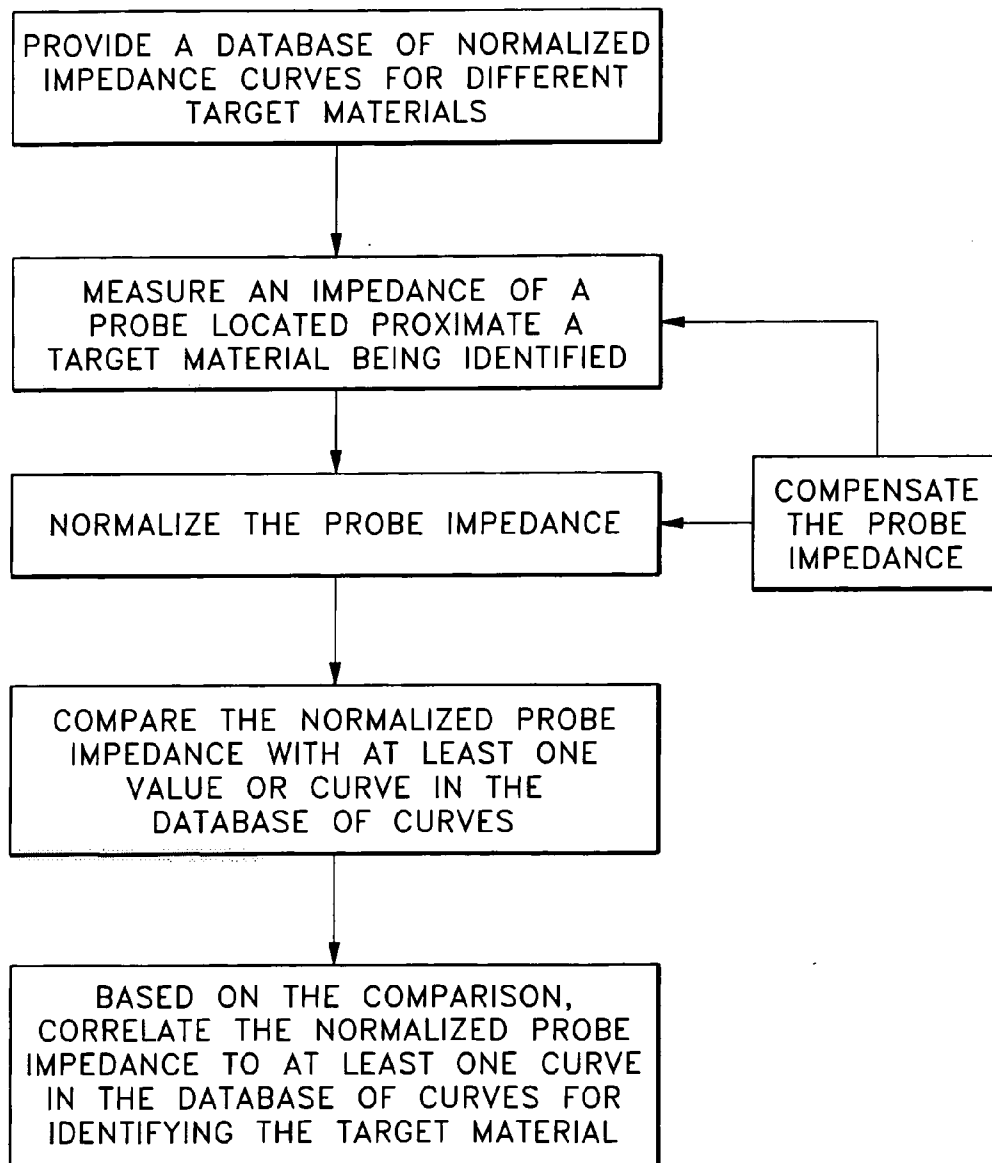 PROVIDE A DATABASE OF NORMALIZED
IMPEDANCE CURVES FOR DIFFERENT
TARGET MATERIALS
MEASURE AN IMPEDANCE OF A
PROBE LOCATED PROXIMATE A
TARGET MATERIAL BEING IDENTIFIED
NORMALIZE THE PROBE IMPEDANCE
COMPENSATE
THE PROBE
IMPEDANCE
COMPARE THE NORMALIZED PROBE
IMPEDANCE WITH AT LEAST ONE
VALUE OR CURVE IN THE
DATABASE OF CURVES
BASED ON THE COMPARISON,
CORRELATE THE NORMALIZED PROBE
IMPEDANCE TO AT LEAST ONE CURVE
IN THE DATABASE OF CURVES FOR
IDENTIFYING THE TARGET MATERIAL